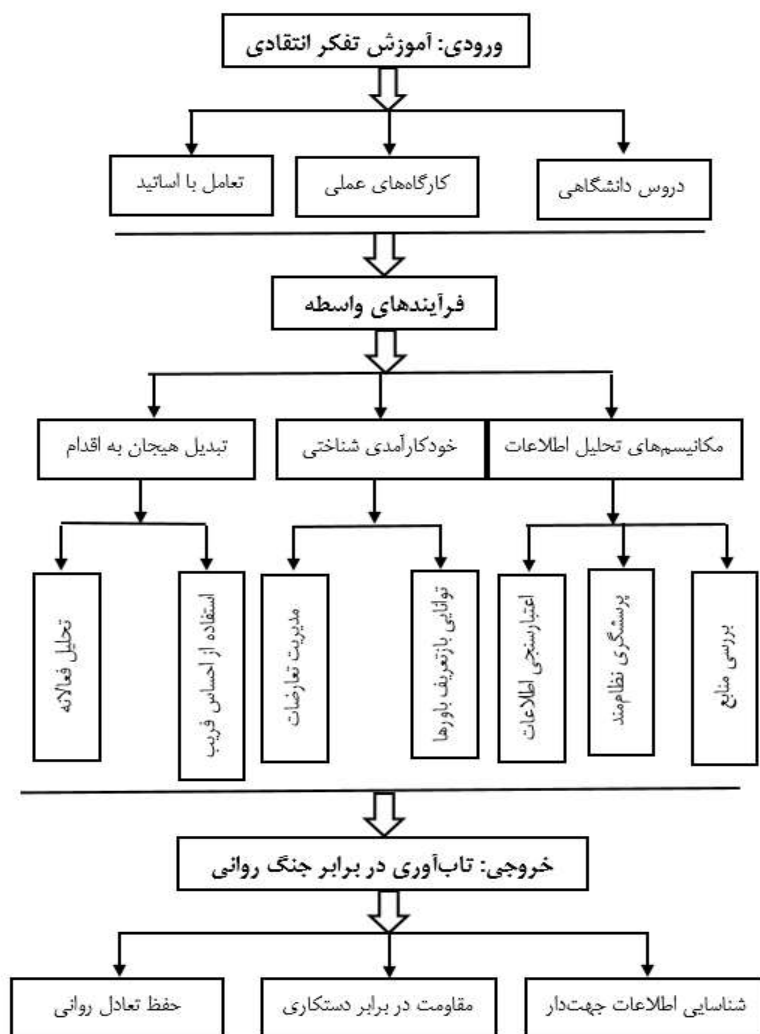 ورودی: آموزش تفکر انتقادی
دروس دانشگاهی
کارگاه‌های عملی
تعامل با اساتید
فرآیندهای واسطه
مکانیسم‌های تحلیل اطلاعات
خودکارآمدی شناختی
تبدیل هیجان به اقدام
بررسی منابع
پرسشگری نظام‌مند
اعتبارسنجی اطلاعات
توانایی بازتعریف باورها
مدیریت تعارضات
استفاده از احساس فریب
تحلیل فعالانه
خروجی: تاب‌آوری در برابر جنگ روانی
شناسایی اطلاعات جهت‌دار
مقاومت در برابر دستکاری
حفظ تعادل روانی